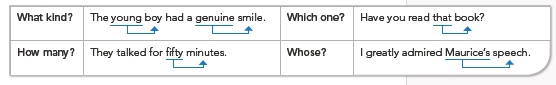 What kind? The young boy had a genuine smile. Which one? Have you read that book?
How many? They talked for fifty minutes. Whose? I greatly admired Maurice's speech.